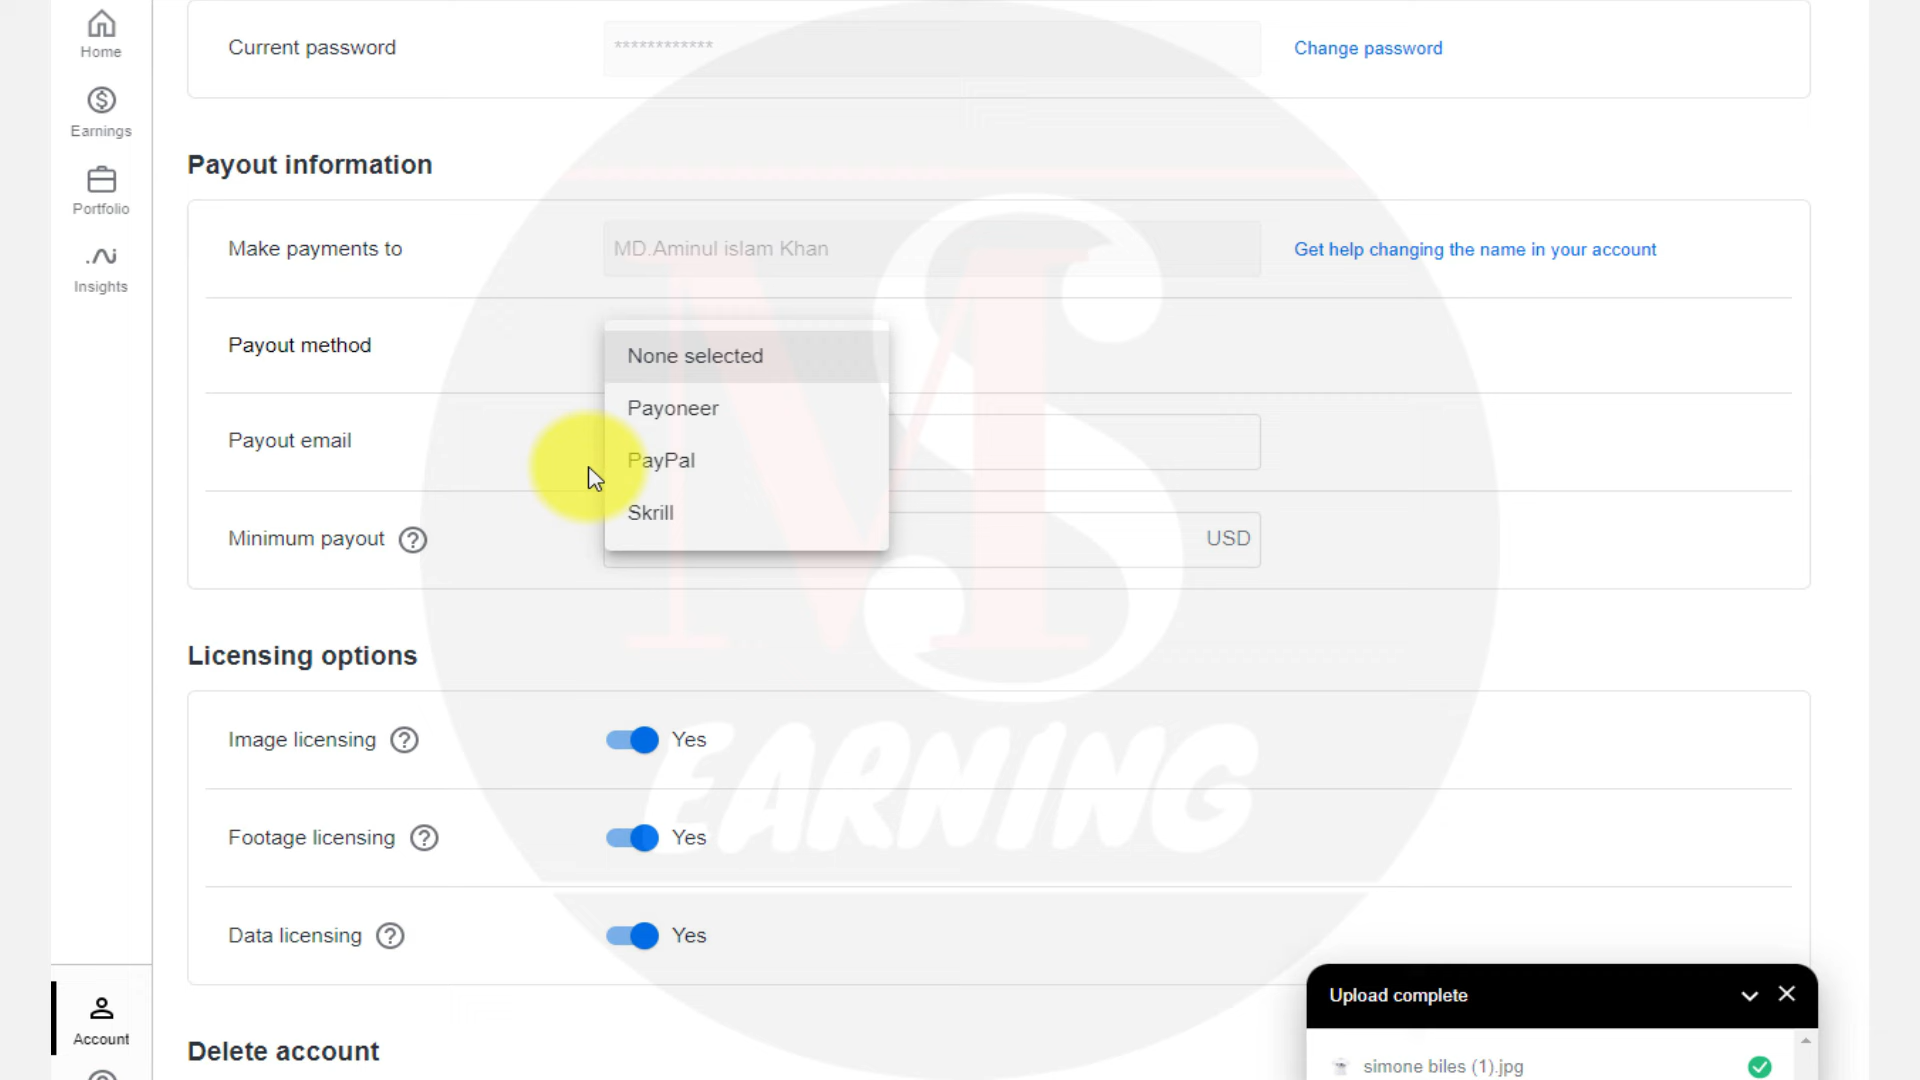 Home
Earnings
Portfolio
Insights
Account
Current password
************
Change password
Payout information
Make payments to
MD.Aminul islam Khan
Get help changing the name in your account
Payout method
None selected
Payoneer
PayPal
Skrill
Payout email
Minimum payout ?
USD
Licensing options
Image licensing ?
Yes
Footage licensing ?
Yes
Data licensing ?
Yes
Delete account
Upload complete
simone biles (1).jpg
MS
EARNING